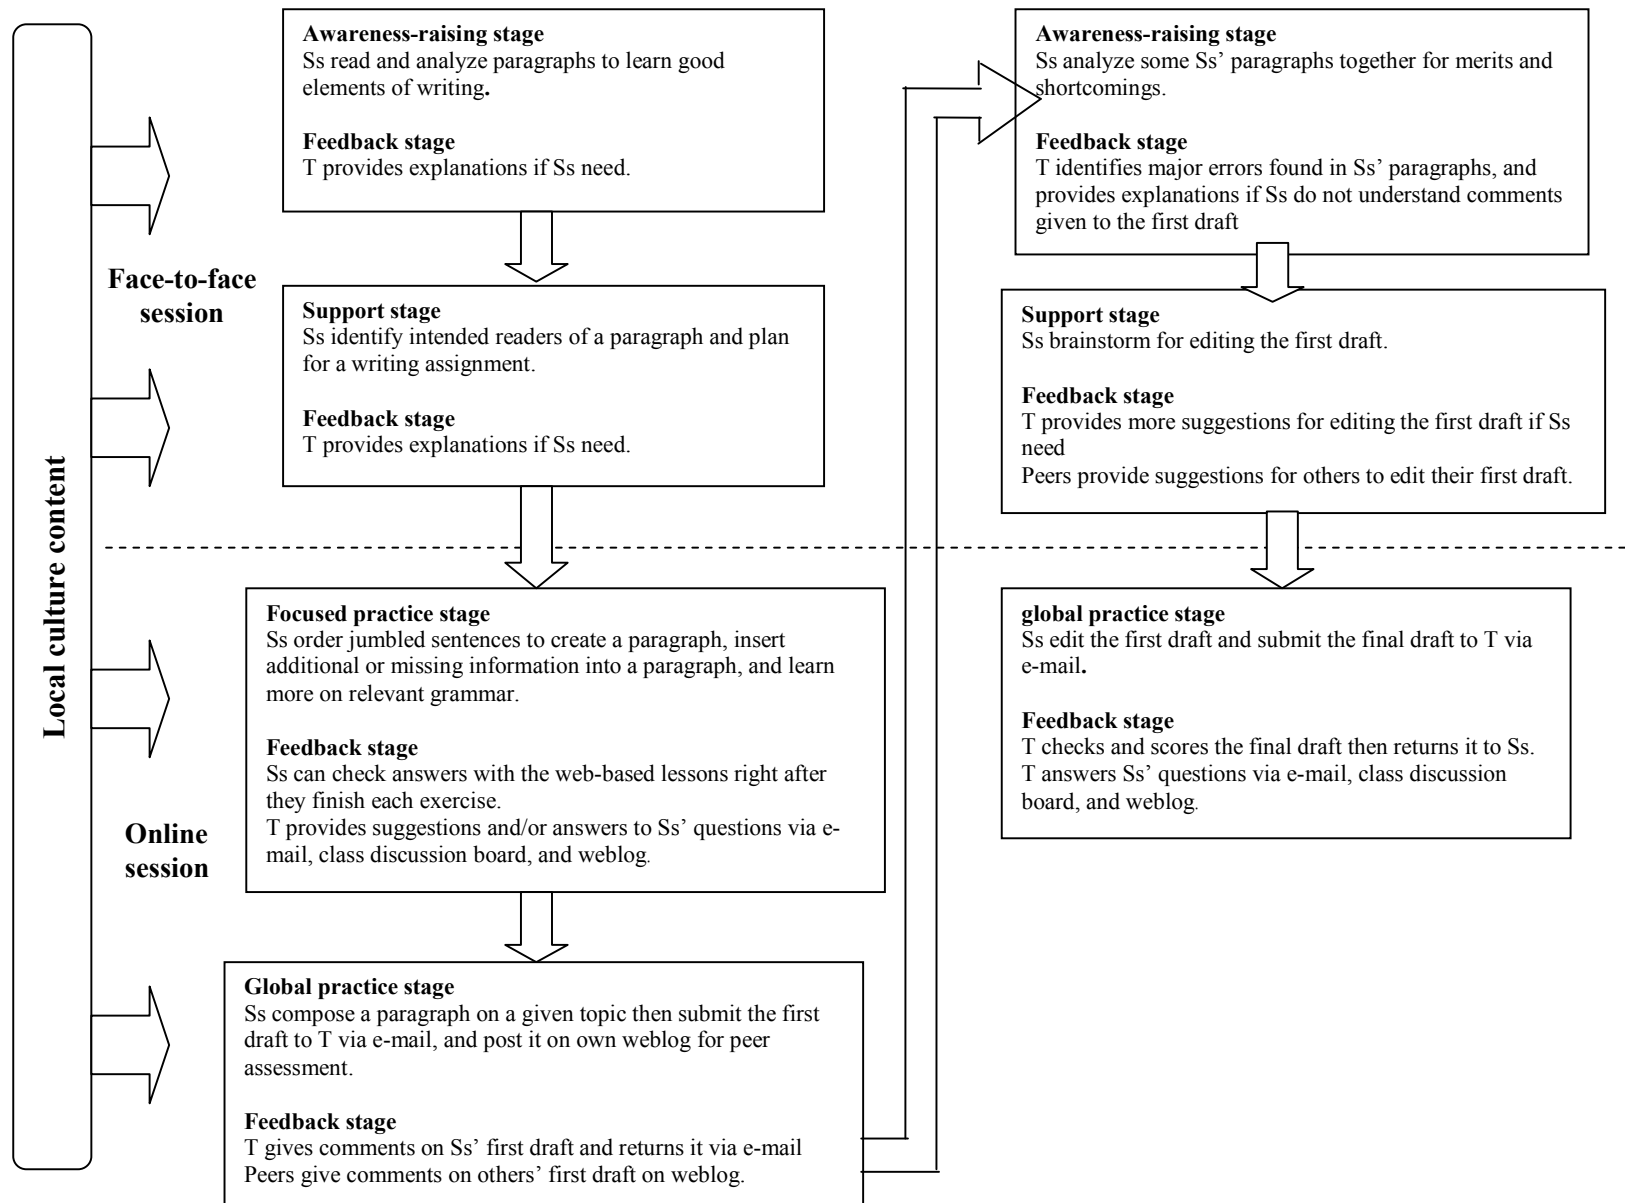 Local culture content
Face-to-face
session
Online
session
Awareness-raising stage
Ss read and analyze paragraphs to learn good
elements of writing.
Feedback stage
T provides explanations if Ss need.
Support stage
Ss identify intended readers of a paragraph and plan
for a writing assignment.
Feedback stage
T provides explanations if Ss need.
Focused practice stage
Ss order jumbled sentences to create a paragraph, insert
additional or missing information into a paragraph, and learn
more on relevant grammar.
Feedback stage
Ss can check answers with the web-based lessons right after
they finish each exercise.
T provides suggestions and/or answers to Ss' questions via e-
mail, class discussion board, and weblog.
Global practice stage
Ss compose a paragraph on a given topic then submit the first
draft to T via e-mail, and post it on own weblog for peer
assessment.
Feedback stage
T gives comments on Ss' first draft and returns it via e-mail
Peers give comments on others' first draft on weblog.
Awareness-raising stage
Ss analyze some Ss' paragraphs together for merits and
shortcomings.
Feedback stage
T identifies major errors found in Ss' paragraphs, and
provides explanations if Ss do not understand comments
given to the first draft
Support stage
Ss brainstorm for editing the first draft.
Feedback stage
T provides more suggestions for editing the first draft if Ss
need
Peers provide suggestions for others to edit their first draft.
global practice stage
Ss edit the first draft and submit the final draft to T via
e-mail.
Feedback stage
T checks and scores the final draft then returns it to Ss.
T answers Ss' questions via e-mail, class discussion
board, and weblog.